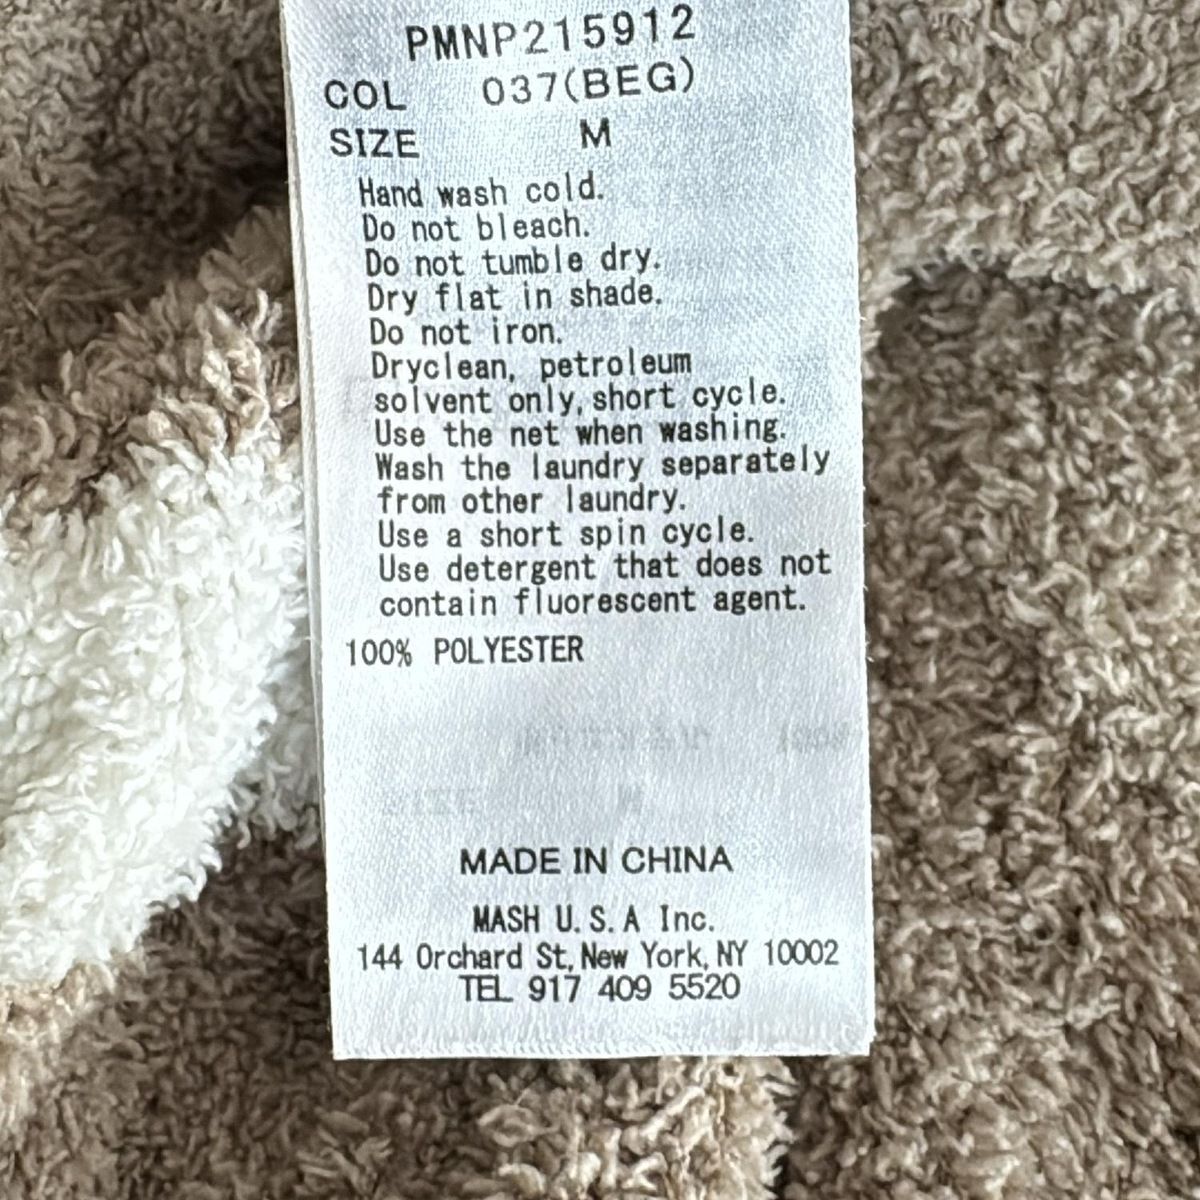 PMNP215912
COL 037(BEG)
SIZE M
Hand wash cold.
Do not bleach.
Do not tumble dry.
Dry flat in shade.
Do not iron.
Dryclean, petroleum
solvent only, short cycle.
Use the net when washing.
Wash the laundry separately
from other laundry.
Use a short spin cycle.
Use detergent that does not
contain fluorescent agent.
100% POLYESTER
MADE IN CHINA
MASH U.S.A Inc.
144 Orchard St, New York, NY 10002
TEL 917 409 5520